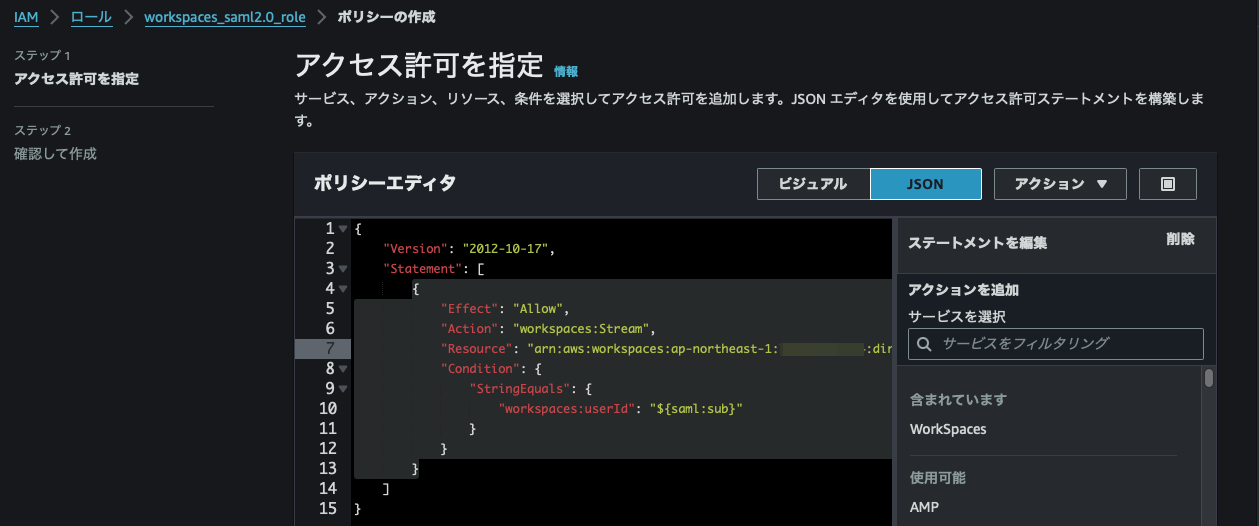 IAM > ロール > workspaces_saml2.0_role > ポリシーの作成
ステップ 1
アクセス許可を指定
ステップ 2
確認して作成
アクセス許可を指定 情報
サービス、アクション、リソース、条件を選択してアクセス許可を追加します。JSON エディタを使用してアクセス許可ステートメントを構築しま
す。
ポリシーエディタ
ビジュアル JSON アクション ▼
1 {
2 "Version": "2012-10-17",
3 "Statement": [
4 {
5 "Effect": "Allow",
6 "Action": "workspaces:Stream",
7 "Resource": "arn:aws:workspaces:ap-northeast-1: :dir
8 "Condition": {
9 "StringEquals": {
10 "workspaces:userId": "${saml:sub}"
11 }
12 }
13 }
14 ]
15 }
ステートメントを編集 削除
アクションを追加
サービスを選択
サービスをフィルタリング
含まれています
WorkSpaces
使用可能
AMP